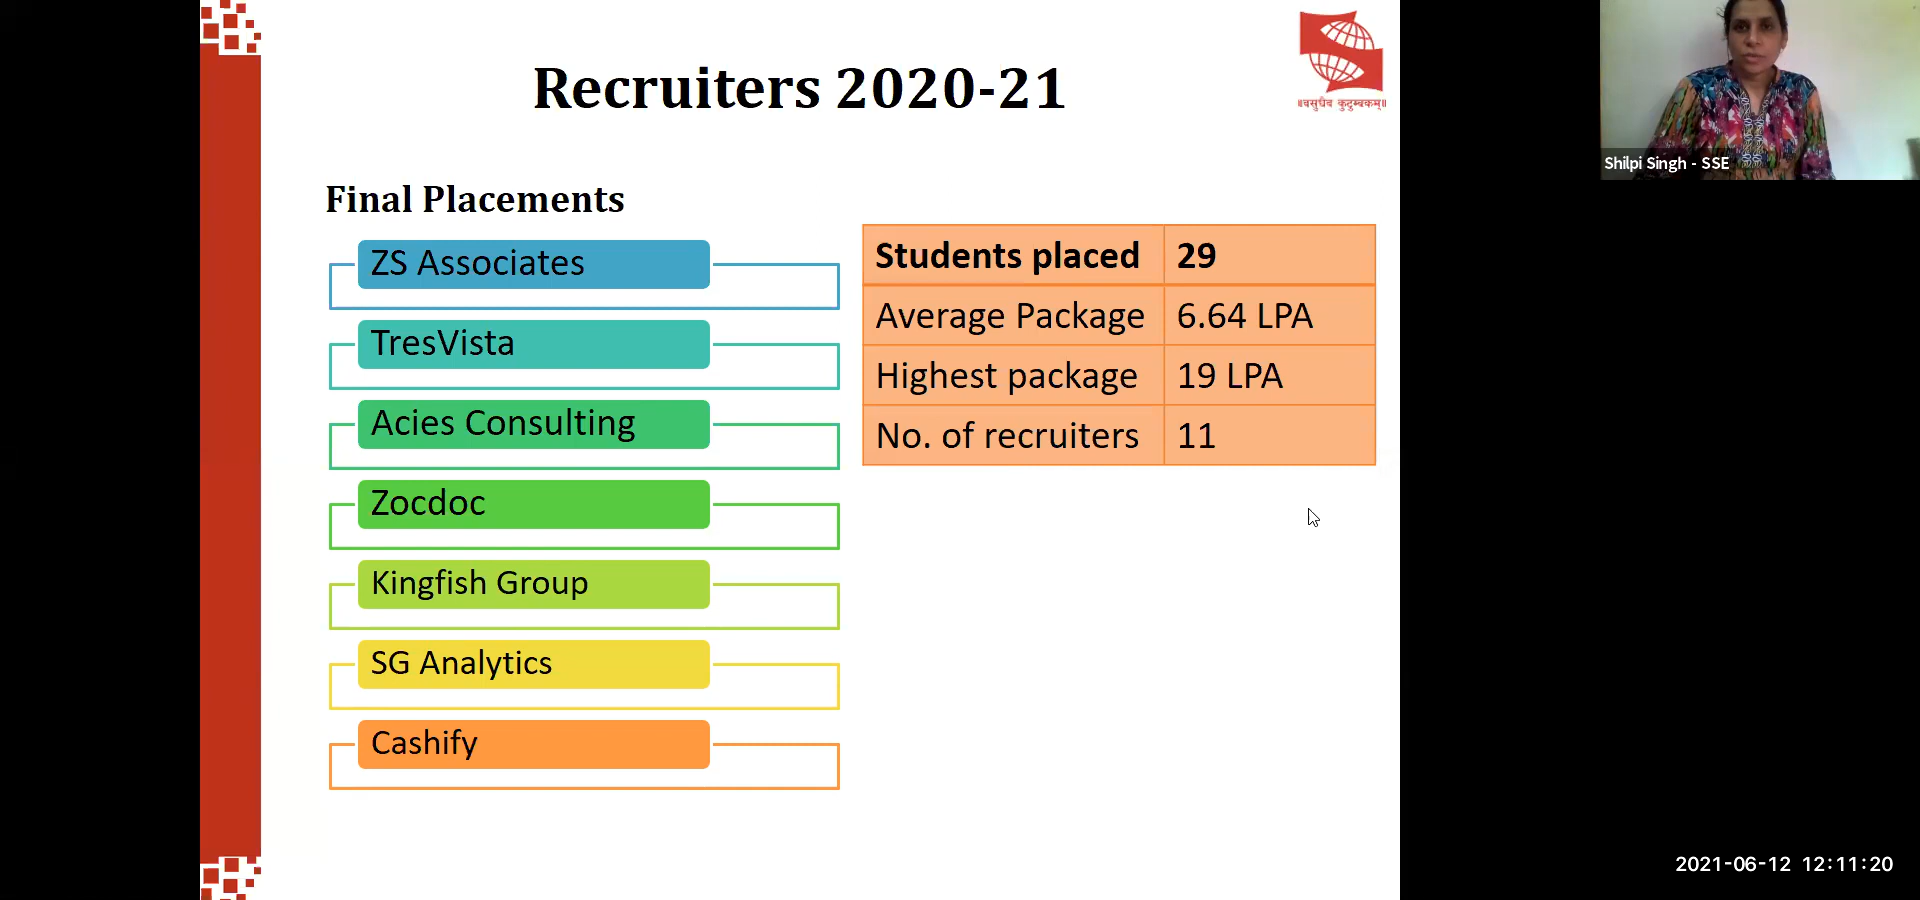 Recruiters 2020-21
॥वसुधैव कुटुम्बकम्॥
Shilpi Singh - SSE
Final Placements
ZS Associates
TresVista
Acies Consulting
Zocdoc
Kingfish Group
SG Analytics
Cashify
Students placed 29
Average Package 6.64 LPA
Highest package 19 LPA
No. of recruiters 11
2021-06-12 12:11:20